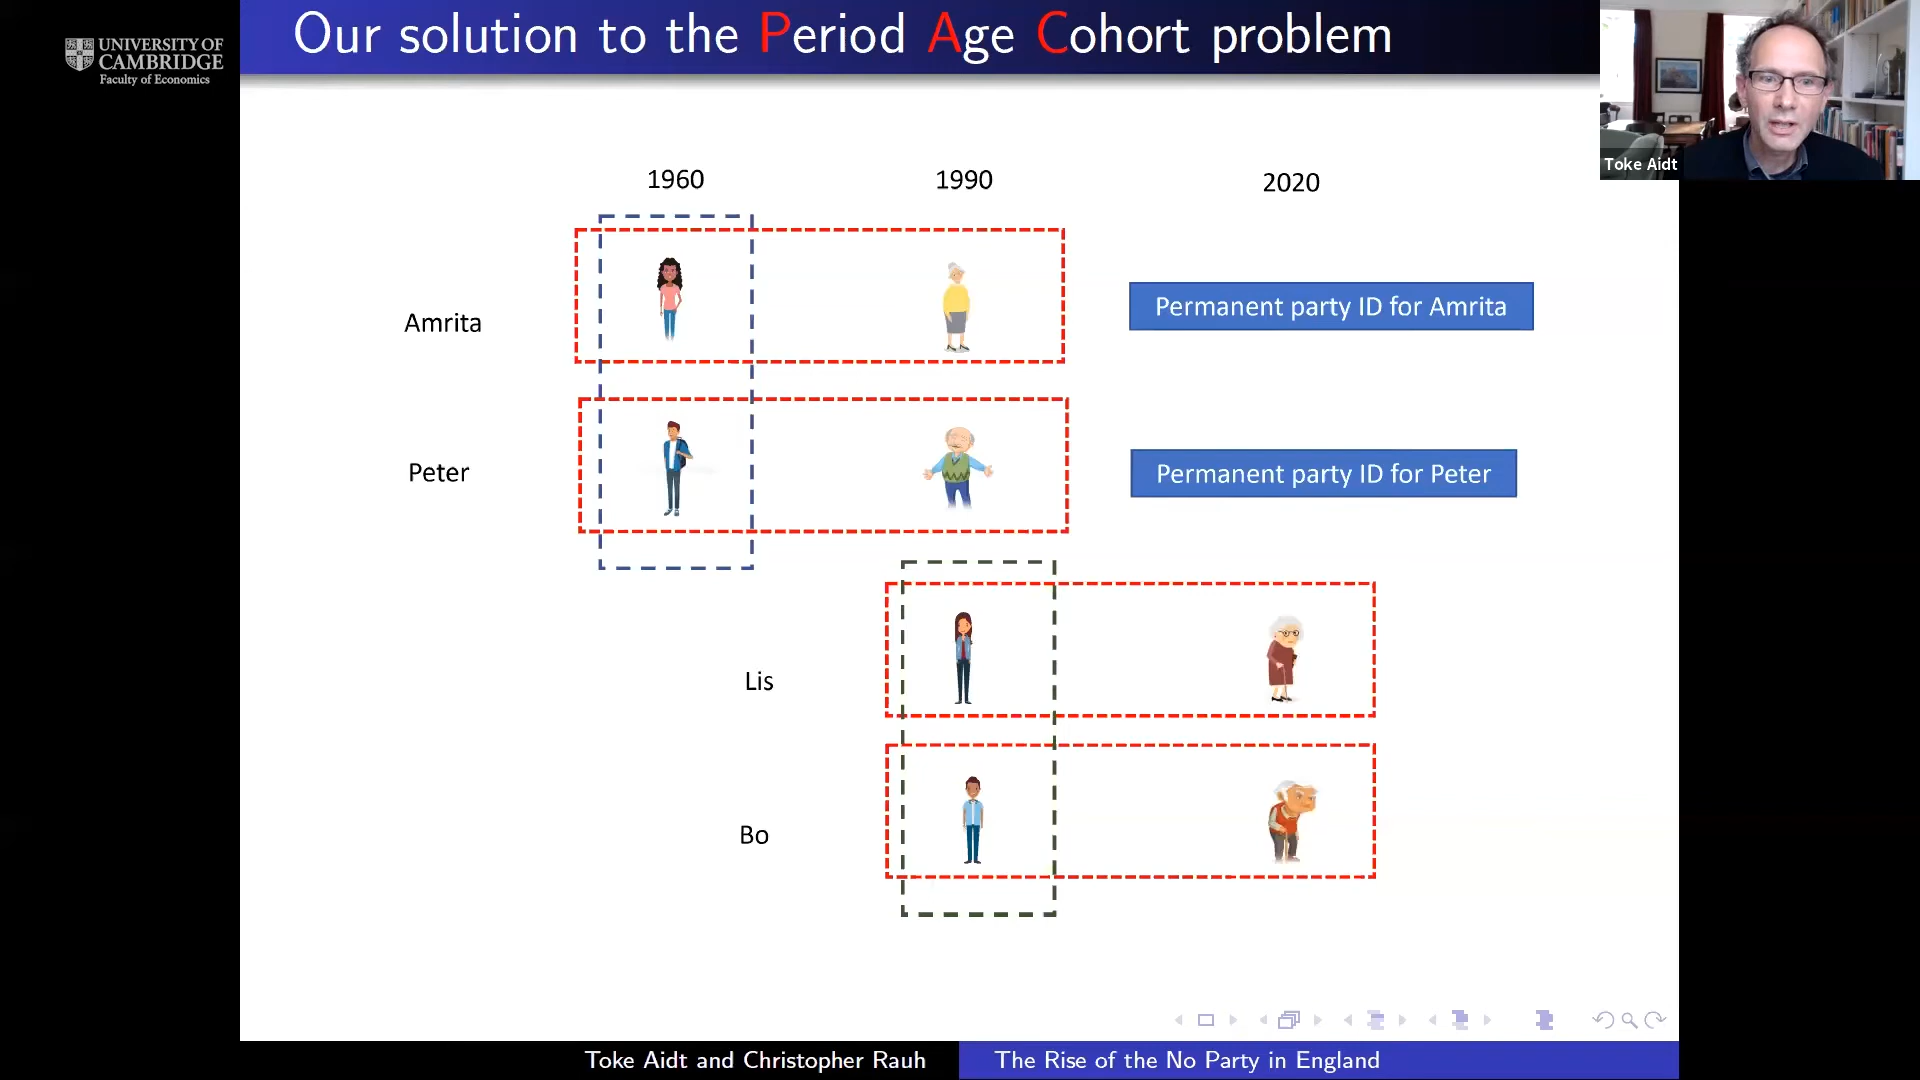 UNIVERSITY OF
CAMBRIDGE
Faculty of Economics
Our solution to the Period Age Cohort problem
Toke Aidt
1960 1990 2020
Amrita
Permanent party ID for Amrita
Peter
Permanent party ID for Peter
Lis
Bo
Toke Aidt and Christopher Rauh
The Rise of the No Party in England